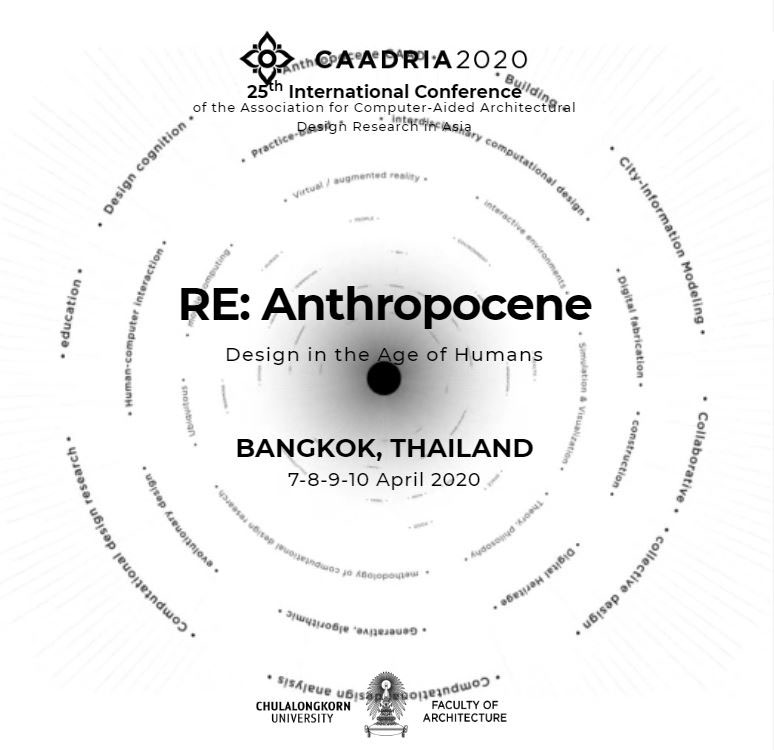 CAADRIA2020
25th International Conference
of the Association for Computer-Aided Architectural
Design Research in Asia
RE: Anthropocene
Design in the Age of Humans
BANGKOK, THAILAND
7-8-9-10 April 2020
• Design cognition •
• education •
• Computational design research •
• Computational design analysis •
• collective design •
Collaborative •
• City-Information Modeling •
• Building
• interdisciplinary computational design •
• Digital fabrication •
• construction •
• Digital Heritage •
• Generative, algorithmic •
• evolutionary design •
• Human-computer interaction •
• Virtual / augmented reality •
• interactive environments •
Simulation & Visualization
• Theory, philosophy •
• methodology of computational design research •
Ubiquitous
computing
CHULALONGKORN
UNIVERSITY
FACULTY OF
ARCHITECTURE